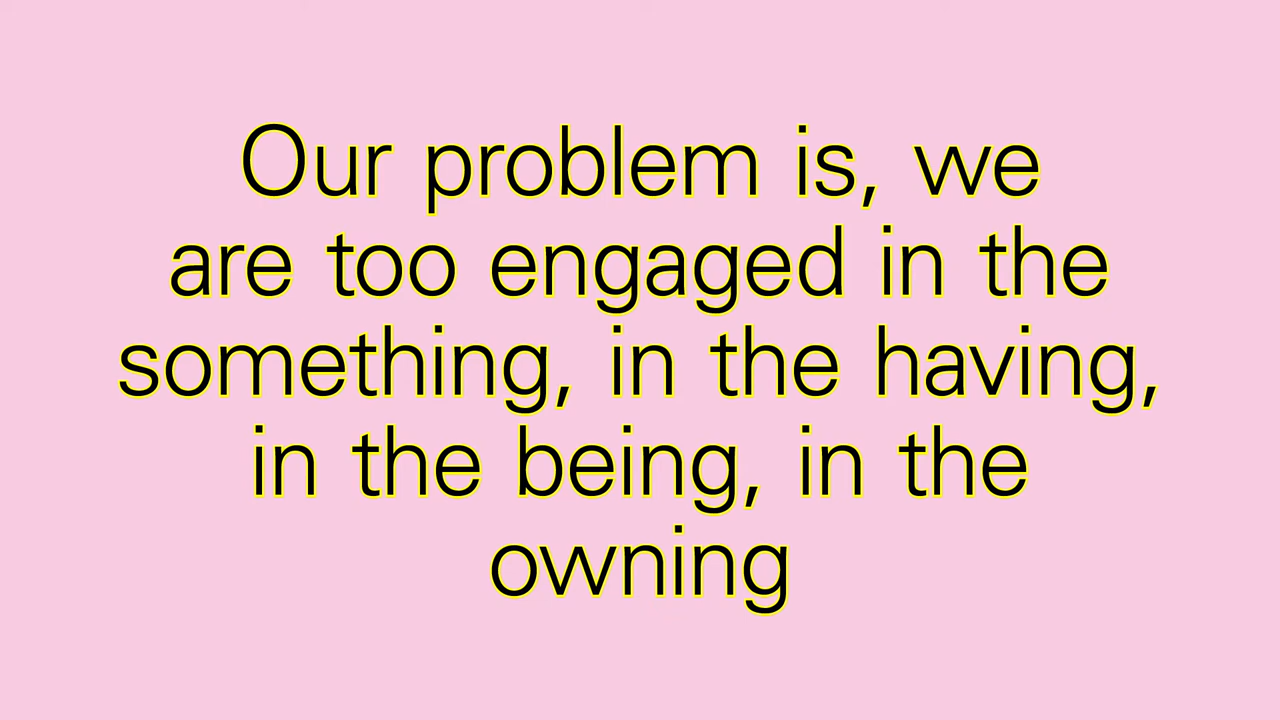 Our problem is, we
are too engaged in the
something, in the having,
in the being, in the
owning